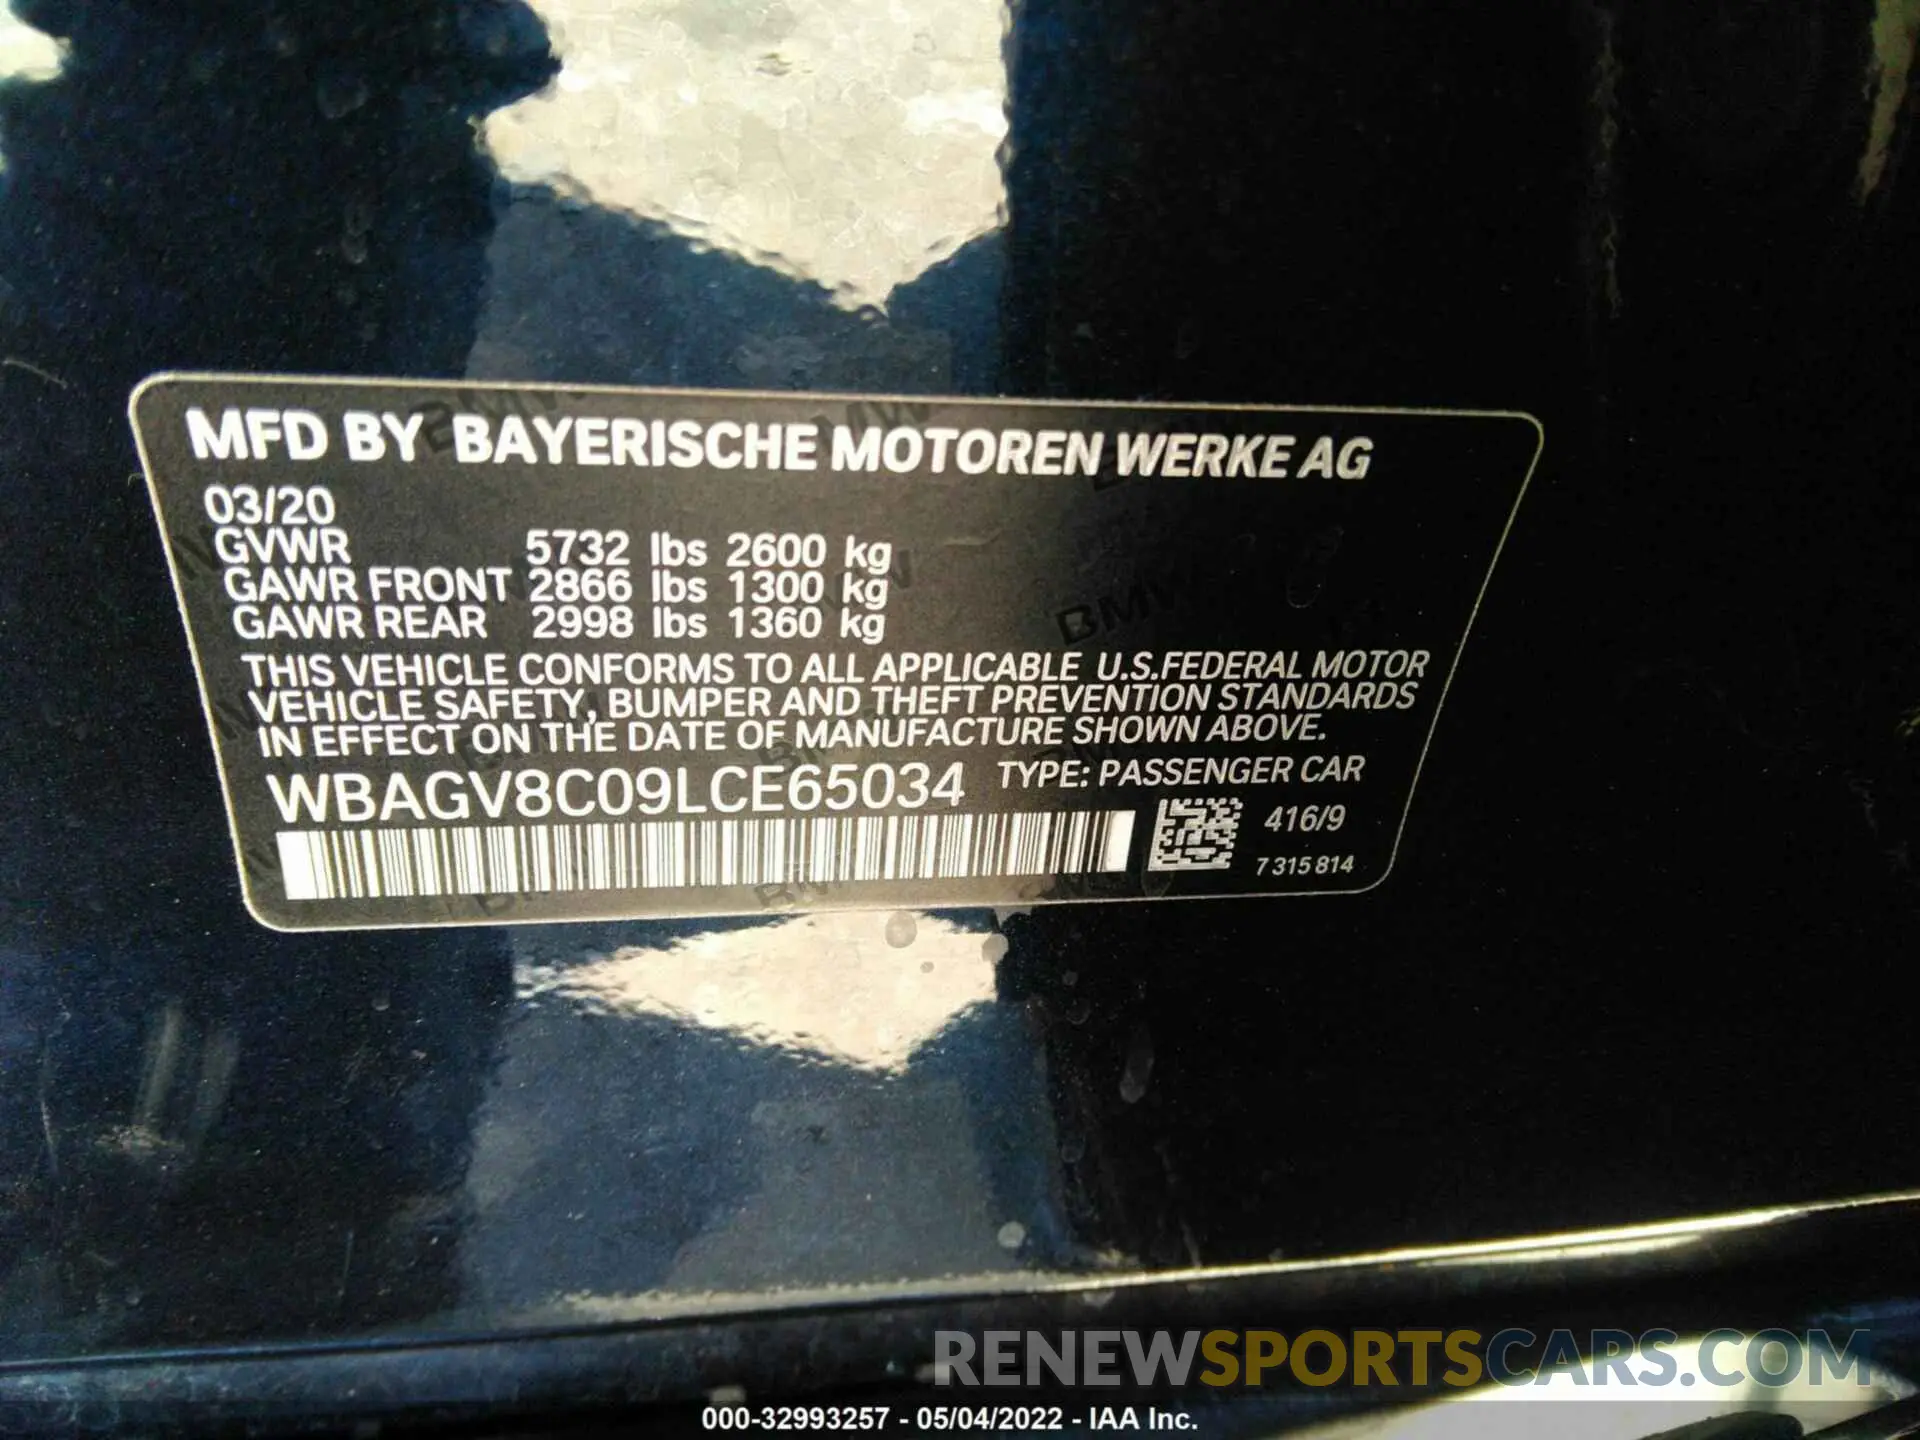 MFD BY BAYERISCHE MOTOREN WERKE AG
03/20
GVWR 5732 lbs 2600 kg
GAWR FRONT 2866 lbs 1300 kg
GAWR REAR 2998 lbs 1360 kg
THIS VEHICLE CONFORMS TO ALL APPLICABLE U.S.FEDERAL MOTOR
VEHICLE SAFETY, BUMPER AND THEFT PREVENTION STANDARDS
IN EFFECT ON THE DATE OF MANUFACTURE SHOWN ABOVE.
WBAGV8C09LCE65034 TYPE: PASSENGER CAR
416/9
7 315 814
RENEWSPORTSCARS.COM
000-32993257 - 05/04/2022 - IAA Inc.